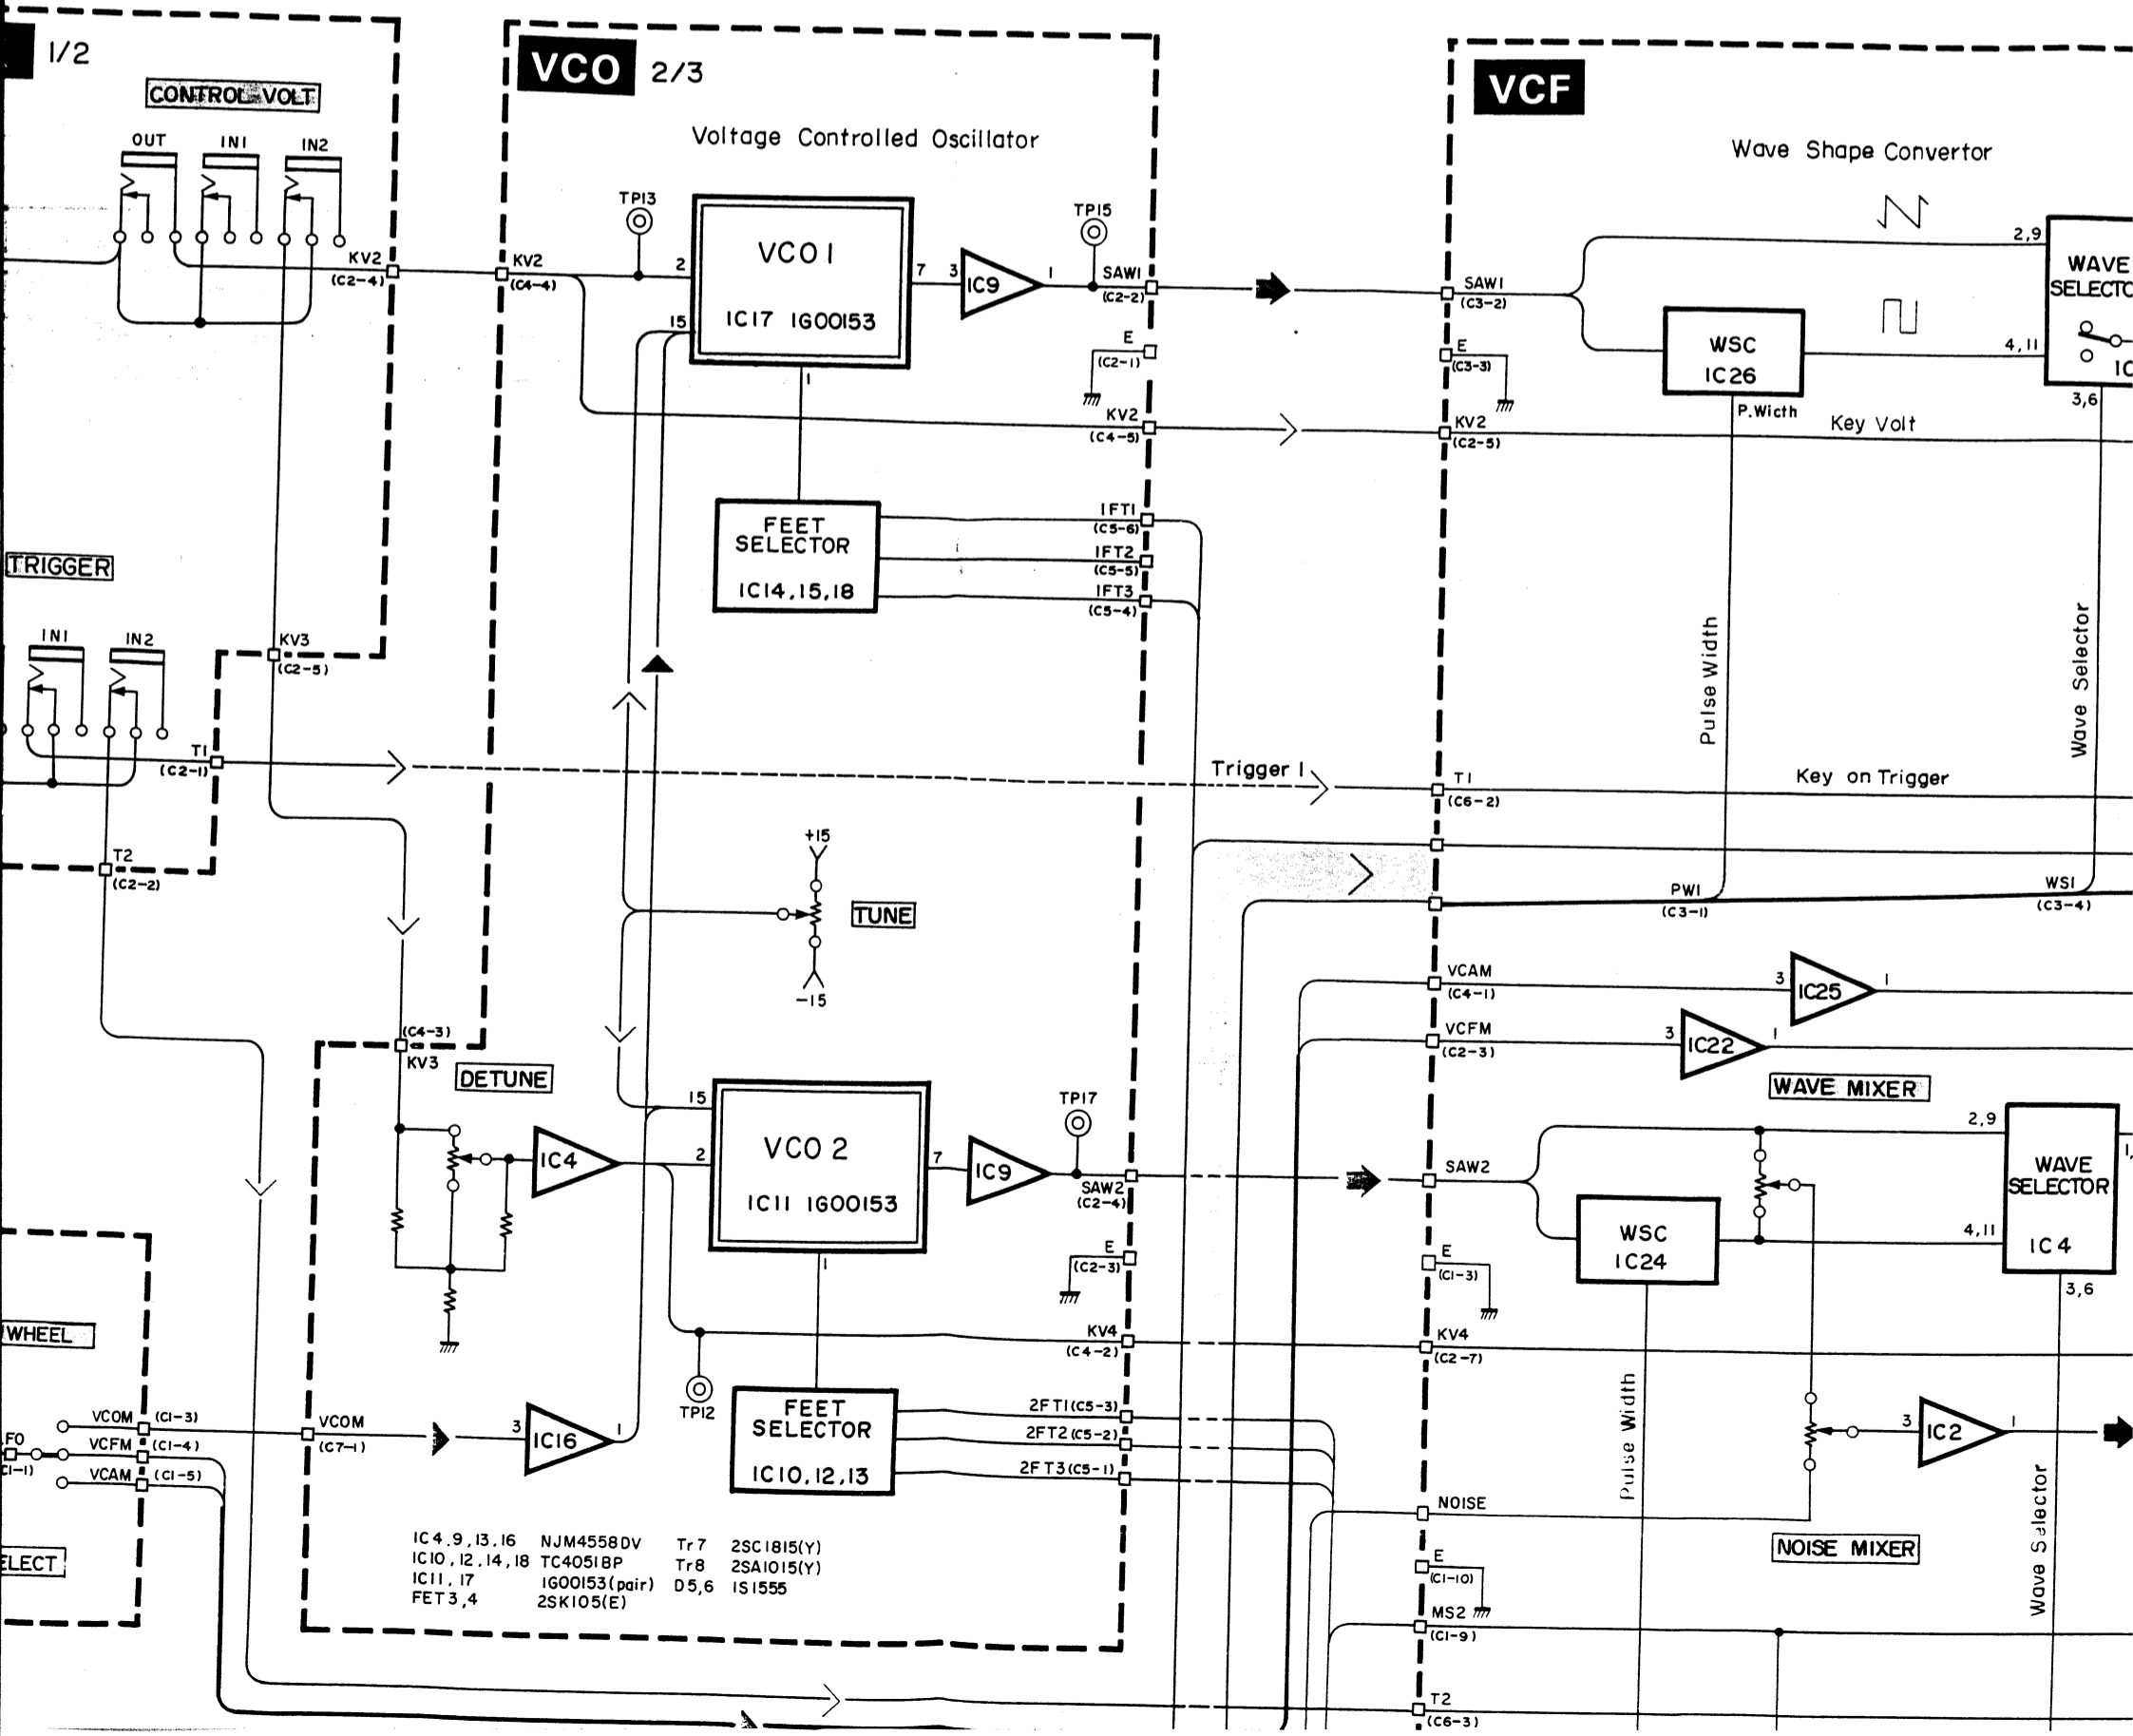 1/2
CONTROL VOLT
OUT
IN1
IN2
KV2
(C2-4)
TRIGGER
IN1
IN2
KV3
(C2-5)
T1
(C2-1)
T2
(C2-2)
WHEEL
VCOM
(C1-3)
VCFM
(C1-4)
VCAM
(C1-5)
VCO 2/3
Voltage Controlled Oscillator
KV2
(C4-4)
TP13
2
15
VCO 1
IC17 IG00153
1
7
3
IC9
1
TP15
SAW1
(C2-2)
E
(C2-1)
KV2
(C4-5)
FEET
SELECTOR
IC14,15,18
1FT1
(C5-6)
1FT2
(C5-5)
1FT3
(C5-4)
Trigger 1
+15
TUNE
-15
(C4-3)
KV3
DETUNE
IC4
15
2
VCO 2
IC11 IG00153
1
7
IC9
TP17
SAW2
(C2-4)
E
(C2-3)
KV4
(C4-2)
TP12
VCOM
(C7-1)
3
IC16
1
FEET
SELECTOR
IC10,12,13
2FT1(C5-3)
2FT2(C5-2)
2FT3(C5-1)
IC4,9,13,16 NJM4558DV Tr7 2SC1815(Y)
IC10,12,14,18 TC4051BP Tr8 2SA1015(Y)
IC11,17 IG00153(pair) D5,6 1S1555
FET3,4 2SK105(E)
VCF
Wave Shape Convertor
SAW1
(C3-2)
E
(C3-3)
KV2
(C2-5)
WSC
IC26
P.Wicth
2,9
4,11
WAVE
3,6
Key Volt
Pulse Width
Wave Selector
T1
(C6-2)
Key on Trigger
PW1
(C3-1)
WS1
(C3-4)
VCAM
(C4-1)
3
IC25
1
VCFM
(C2-3)
3
IC22
1
WAVE MIXER
SAW2
E
(C1-3)
WSC
IC24
2,9
4,11
WAVE
SELECTOR
IC4
3,6
KV4
(C2-7)
Pulse Width
3
IC2
1
NOISE
NOISE MIXER
E
(C1-10)
MS2
(C1-9)
Wave Selector
T2
(C6-3)